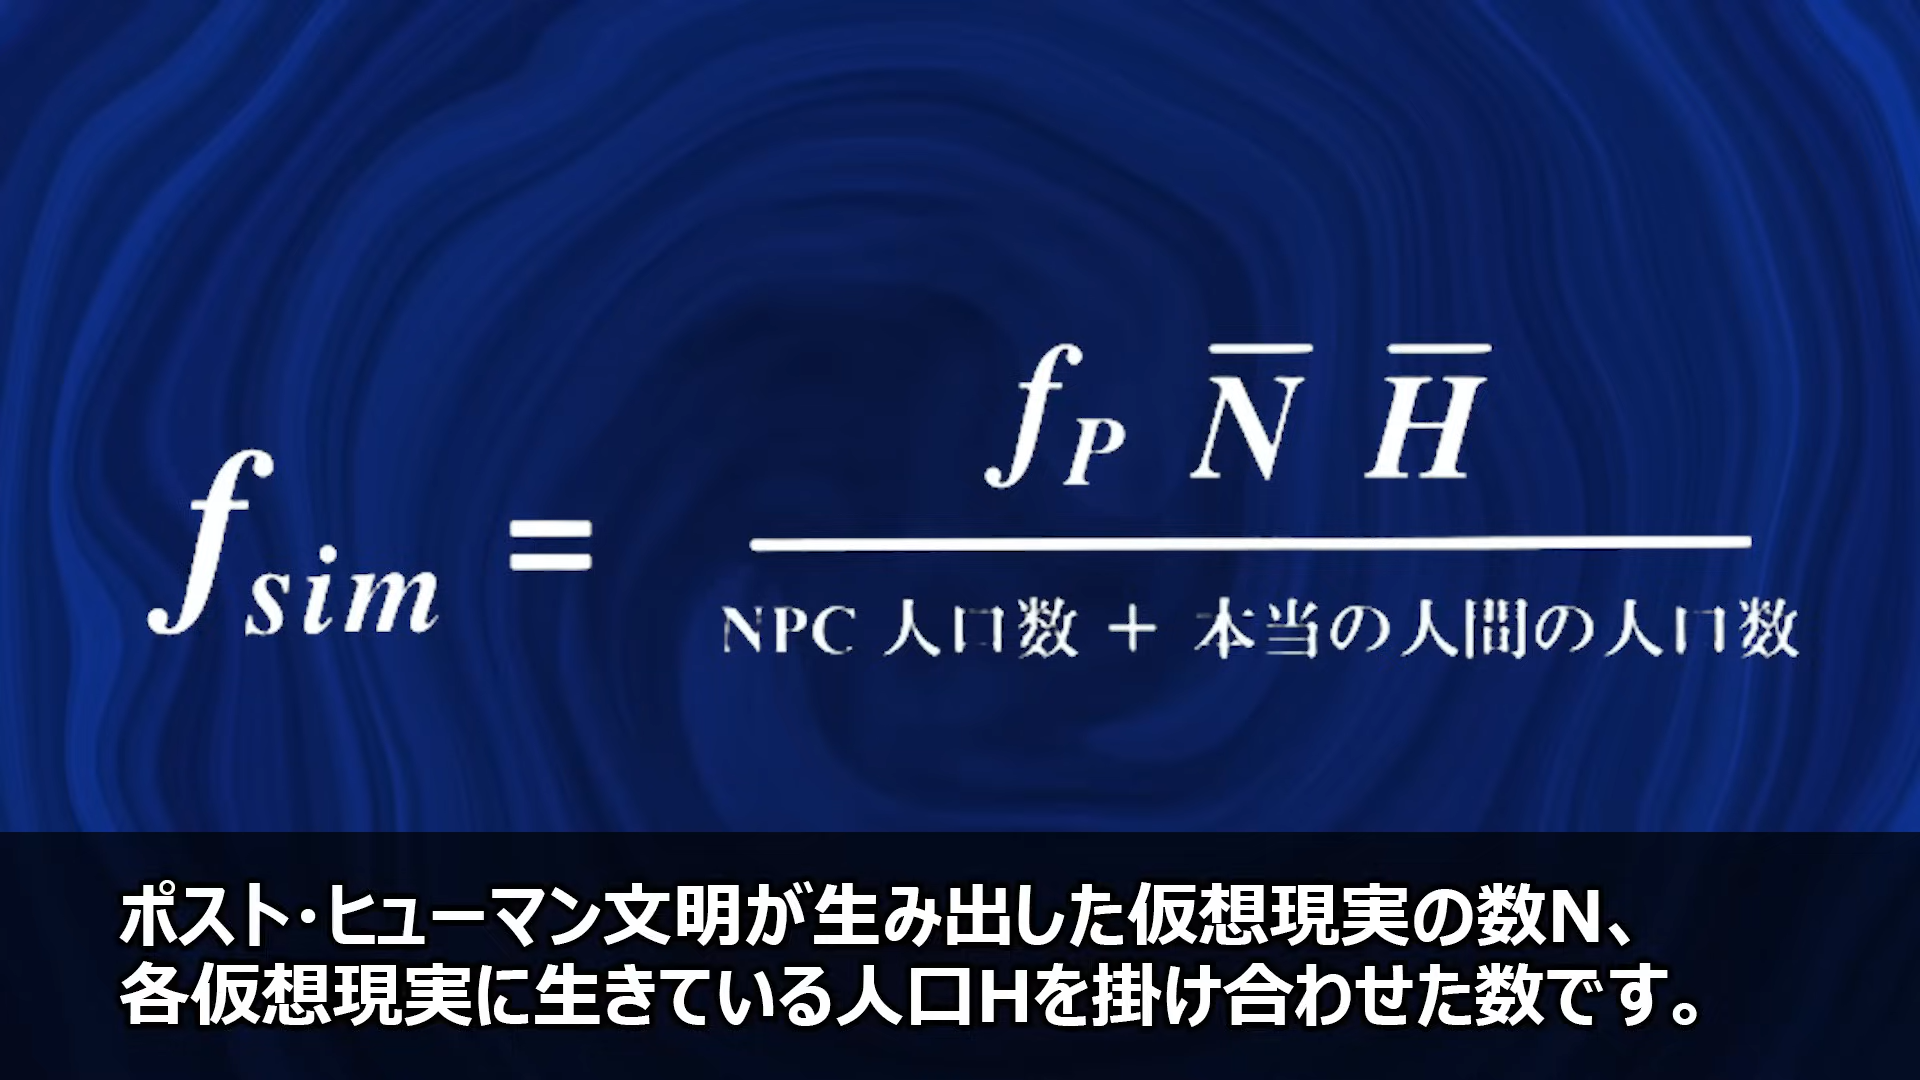 f_sim = f_P N̅ H̅
NPC 人口数 + 本当の人間の人口数
ポスト・ヒューマン文明が生み出した仮想現実の数N、
各仮想現実に生きている人口Hを掛け合わせた数です。